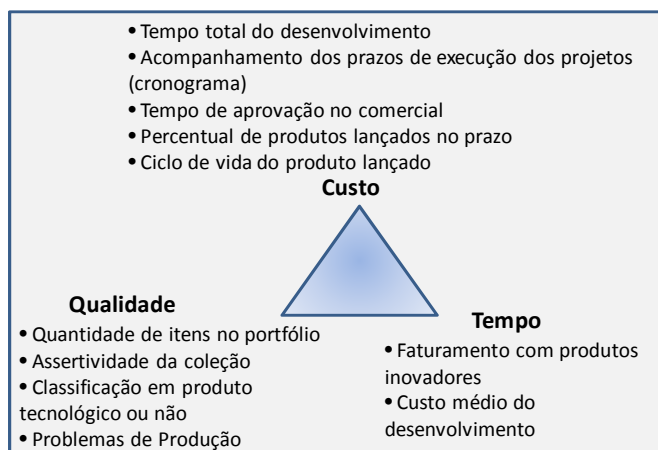 • Tempo total do desenvolvimento
• Acompanhamento dos prazos de execução dos projetos
(cronograma)
• Tempo de aprovação no comercial
• Percentual de produtos lançados no prazo
• Ciclo de vida do produto lançado
Custo
Qualidade
• Quantidade de itens no portfólio
• Assertividade da coleção
• Classificação em produto
tecnológico ou não
• Problemas de Produção
Tempo
• Faturamento com produtos
inovadores
• Custo médio do
desenvolvimento